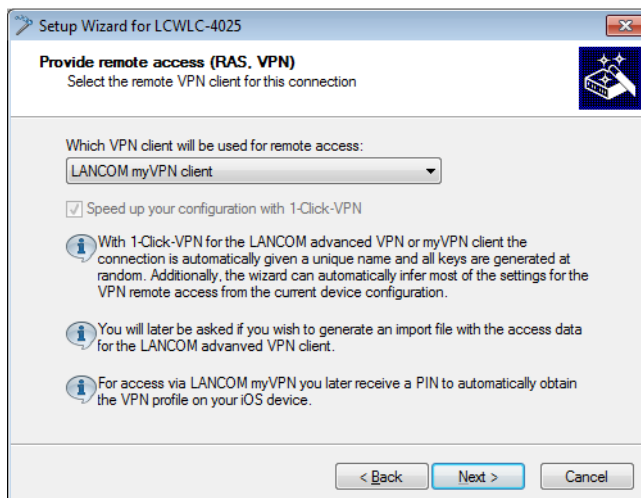 Setup Wizard for LCWLC-4025
Provide remote access (RAS, VPN)
Select the remote VPN client for this connection
Which VPN client will be used for remote access:
LANCOM myVPN client
Speed up your configuration with 1-Click-VPN
With 1-Click-VPN for the LANCOM advanced VPN or myVPN client the
connection is automatically given a unique name and all keys are generated at
random. Additionally, the wizard can automatically infer most of the settings for the
VPN remote access from the current device configuration.
You will later be asked if you wish to generate an import file with the access data
for the LANCOM advanved VPN client.
For access via LANCOM myVPN you later receive a PIN to automatically obtain
the VPN profile on your iOS device.
< Back
Next >
Cancel